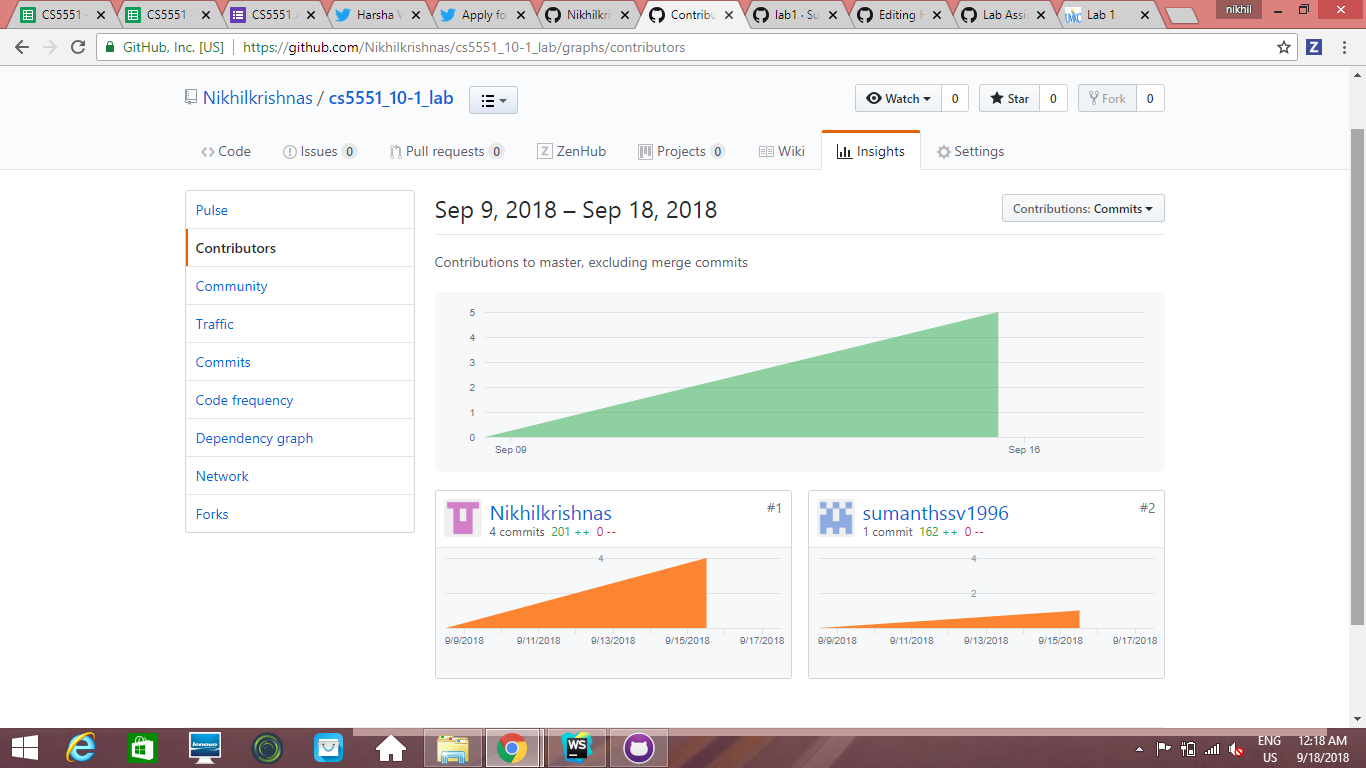 CS5551 -
CS5551 -
CS5551 A
Harsha V
Apply fo
Nikhilkr
Contribu
lab1 · Su
Lab Assi
UMKC Lab 1
nikhil
GitHub, Inc. [US] https://github.com/Nikhilkrishnas/cs5551_10-1_lab/graphs/contributors
Z
Nikhilkrishnas / cs5551_10-1_lab
Watch 0 Star 0 Fork 0
Code Issues 0 Pull requests 0 Z ZenHub Projects 0 Wiki Insights Settings
Pulse
Contributors
Community
Traffic
Commits
Code frequency
Dependency graph
Network
Forks
Sep 9, 2018 – Sep 18, 2018
Contributions: Commits
Contributions to master, excluding merge commits
5
4
3
2
1
0
Sep 09 Sep 16
Nikhilkrishnas #1
4 commits 201 ++ 0 --
4
9/9/2018 9/11/2018 9/13/2018 9/15/2018 9/17/2018
sumanthssv1996 #2
1 commit 162 ++ 0 --
4
2
9/9/2018 9/11/2018 9/13/2018 9/15/2018 9/17/2018
lenovo
WS
ENG
US
12:18 AM
9/18/2018